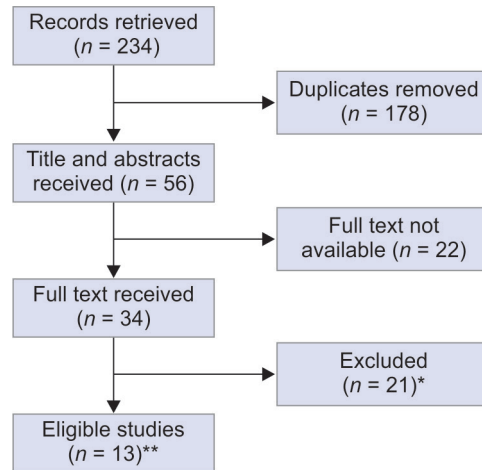 Records retrieved
(n = 234)
Duplicates removed
(n = 178)
Title and abstracts
received (n = 56)
Full text not
available (n = 22)
Full text received
(n = 34)
Excluded
(n = 21)*
Eligible studies
(n = 13)**